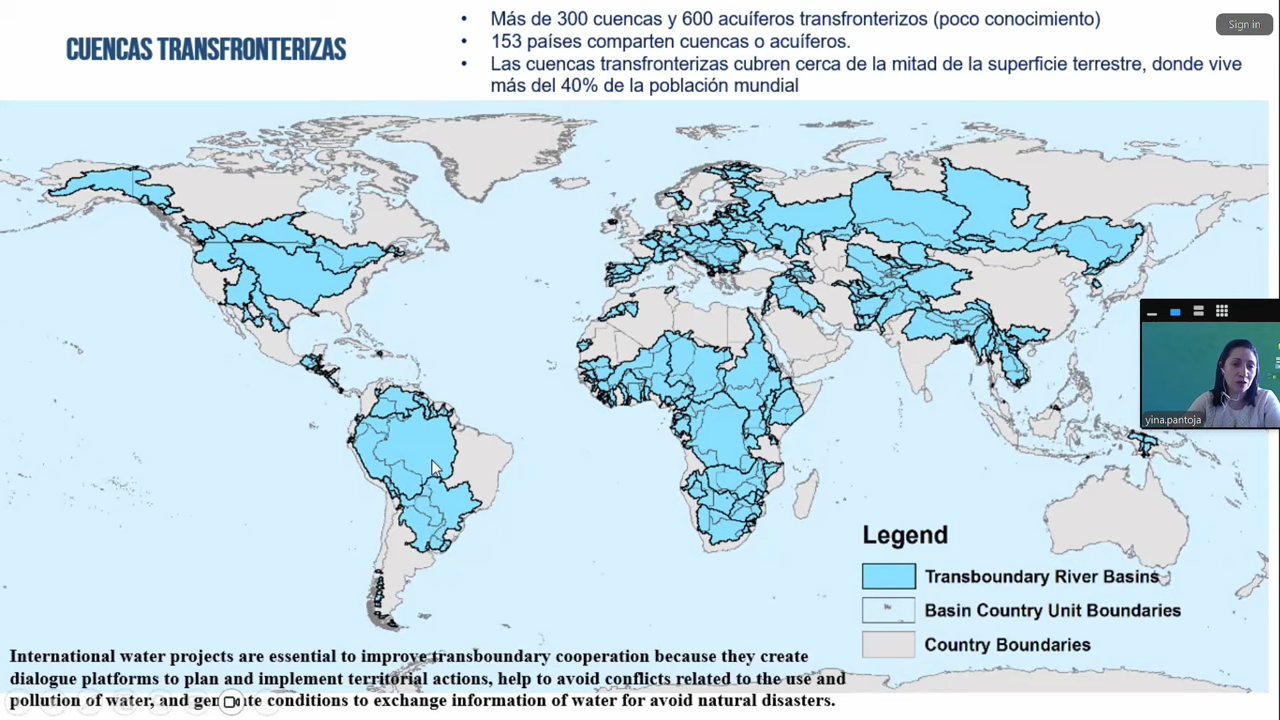 CUENCAS TRANSFRONTERIZAS
• Más de 300 cuencas y 600 acuíferos transfronterizos (poco conocimiento)
• 153 países comparten cuencas o acuíferos.
• Las cuencas transfronterizas cubren cerca de la mitad de la superficie terrestre, donde vive
más del 40% de la población mundial
Sign in
yina.pantoja
Legend
Transboundary River Basins
Basin Country Unit Boundaries
Country Boundaries
International water projects are essential to improve transboundary cooperation because they create
dialogue platforms to plan and implement territorial actions, help to avoid conflicts related to the use and
pollution of water, and generate conditions to exchange information of water for avoid natural disasters.